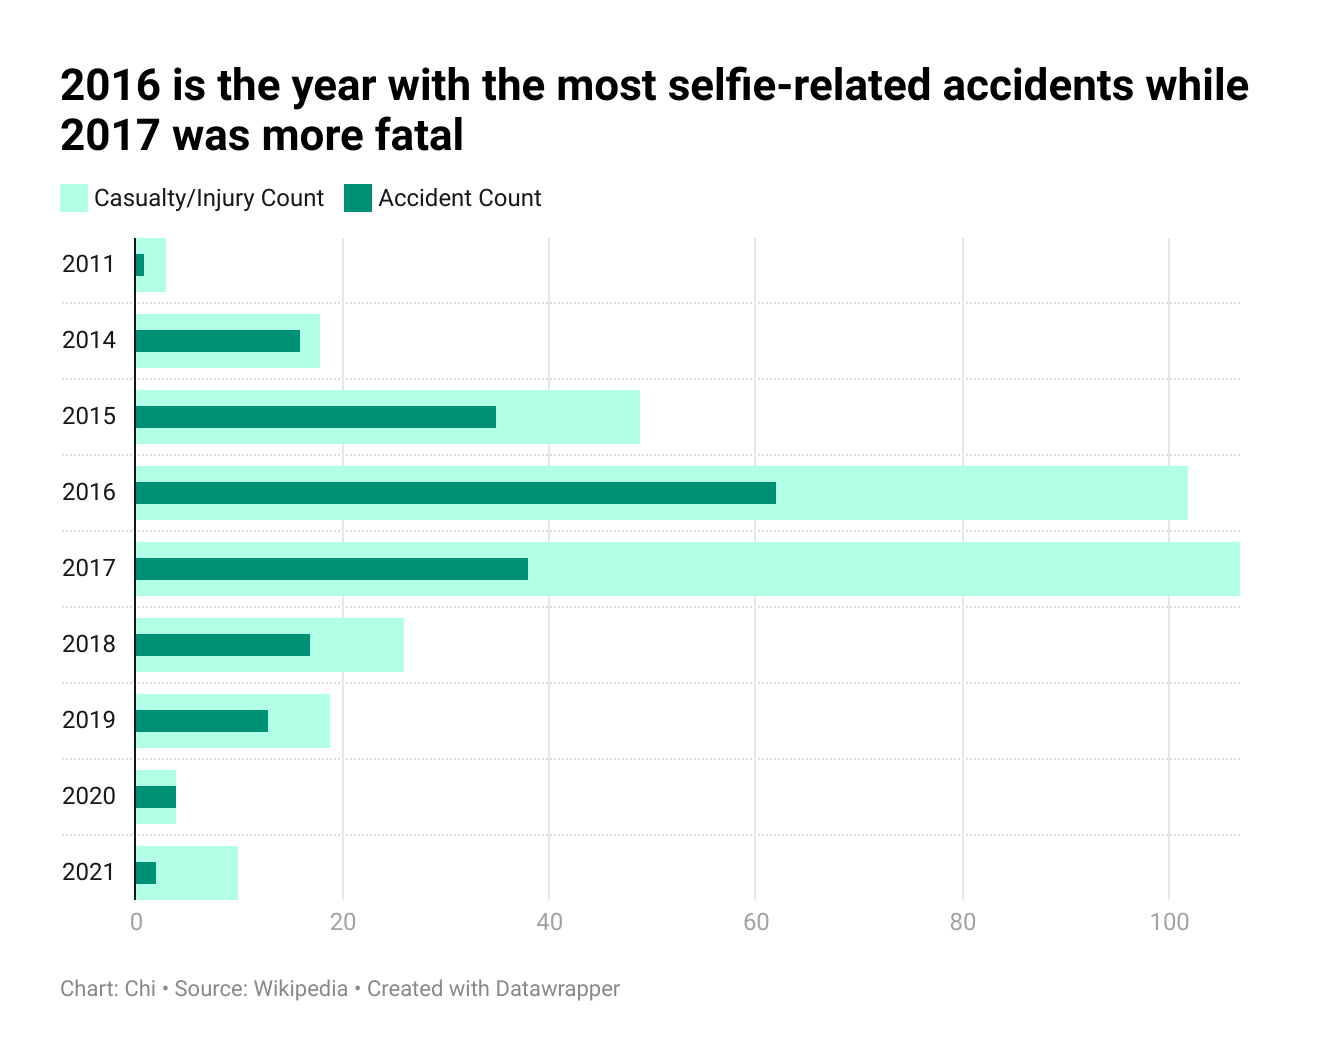 2016 is the year with the most selfie-related accidents while
2017 was more fatal
Casualty/Injury Count Accident Count
2011
2014
2015
2016
2017
2018
2019
2020
2021
0 20 40 60 80 100
Chart: Chi • Source: Wikipedia • Created with Datawrapper